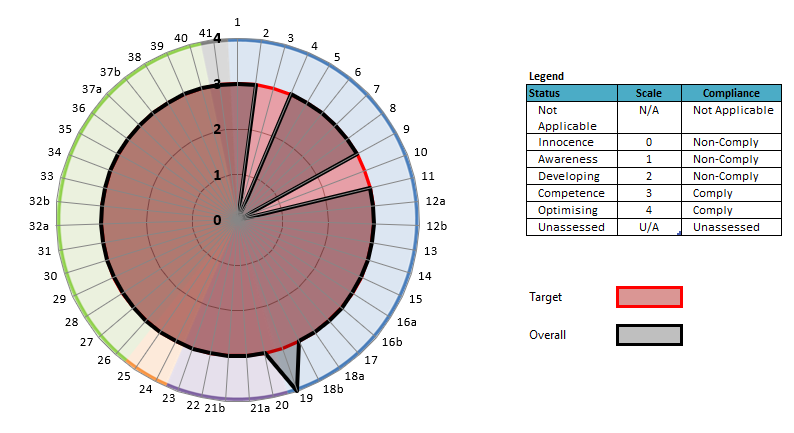 1
2
3
4
5
6
7
8
9
10
11
12a
12b
13
14
15
16a
16b
17
18a
18b
19
20
21a
21b
22
23
24
25
26
27
28
29
30
31
32a
32b
33
34
35
36
37a
37b
38
39
40
41
4
3
2
1
0
Legend
Status Scale Compliance
Not N/A Not Applicable
Applicable
Innocence 0 Non-Comply
Awareness 1 Non-Comply
Developing 2 Non-Comply
Competence 3 Comply
Optimising 4 Comply
Unassessed U/A Unassessed
Target
Overall